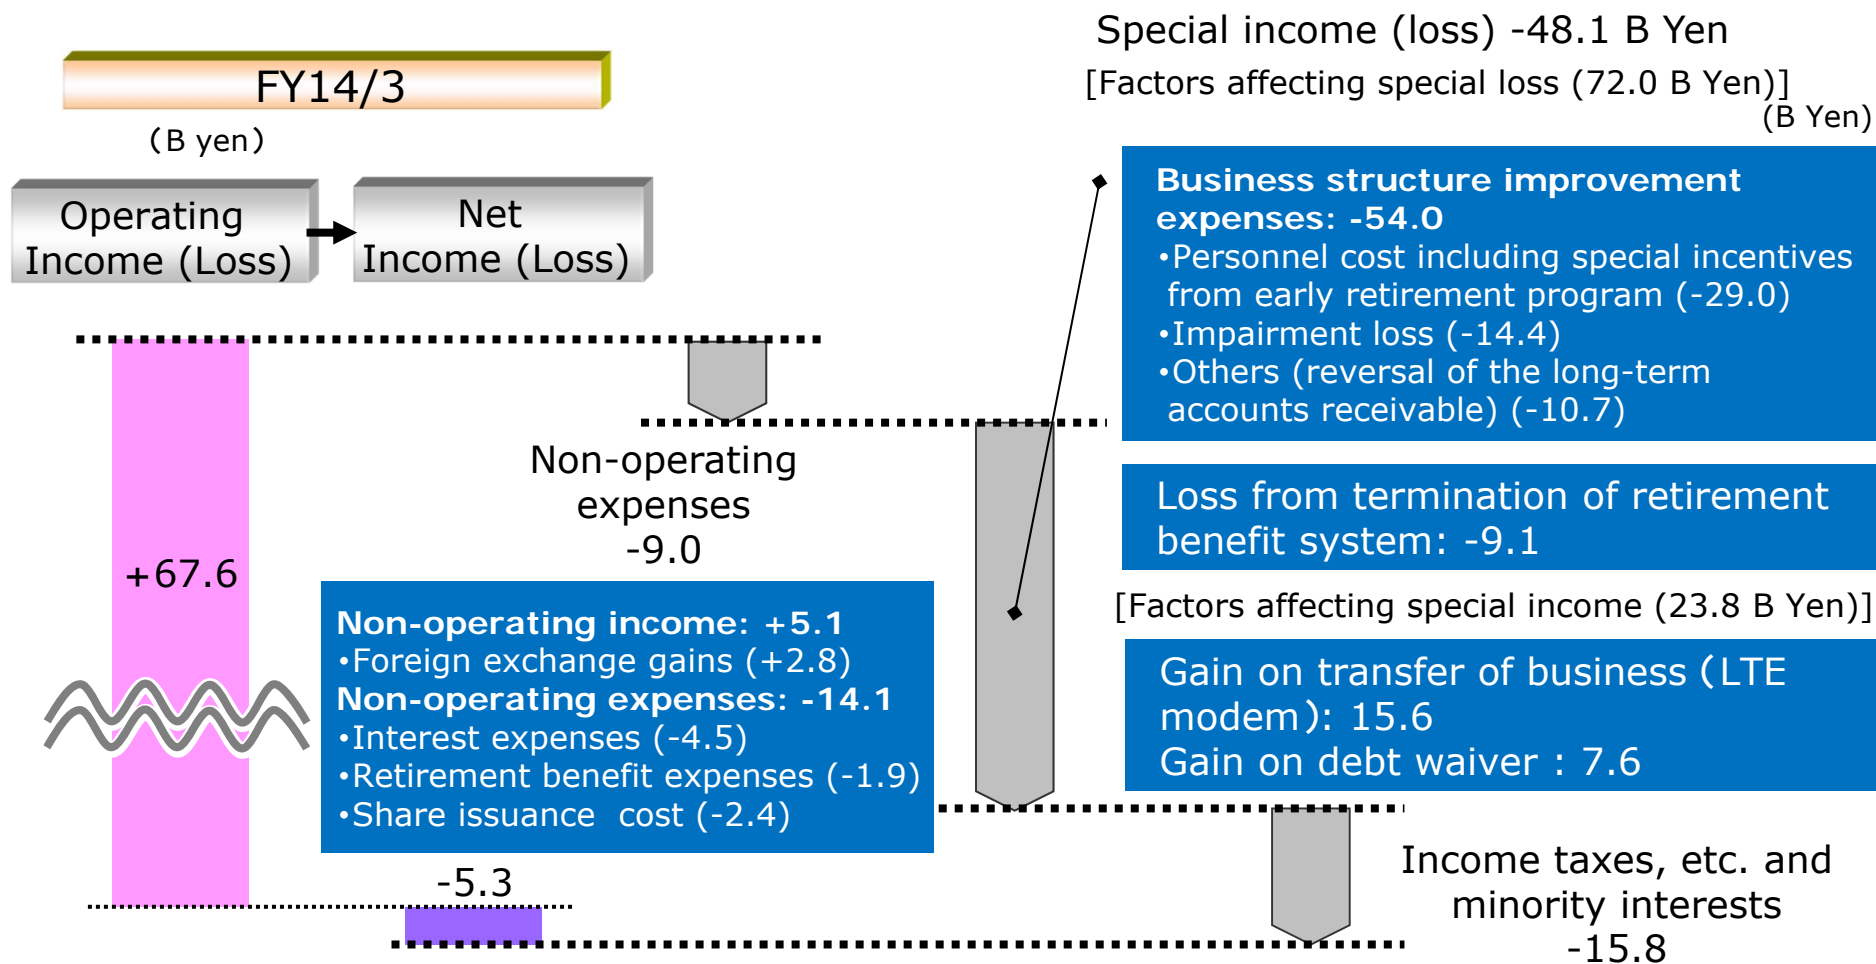 FY14/3
(B yen)
Operating
Income (Loss)
Net
Income (Loss)
+67.6
Non-operating
expenses
-9.0
Non-operating income: +5.1
•Foreign exchange gains (+2.8)
Non-operating expenses: -14.1
•Interest expenses (-4.5)
•Retirement benefit expenses (-1.9)
•Share issuance cost (-2.4)
-5.3
Special income (loss) -48.1 B Yen
[Factors affecting special loss (72.0 B Yen)]
(B Yen)
Business structure improvement
expenses: -54.0
•Personnel cost including special incentives
from early retirement program (-29.0)
•Impairment loss (-14.4)
•Others (reversal of the long-term
accounts receivable) (-10.7)
Loss from termination of retirement
benefit system: -9.1
[Factors affecting special income (23.8 B Yen)]
Gain on transfer of business (LTE
modem): 15.6
Gain on debt waiver : 7.6
Income taxes, etc. and
minority interests
-15.8